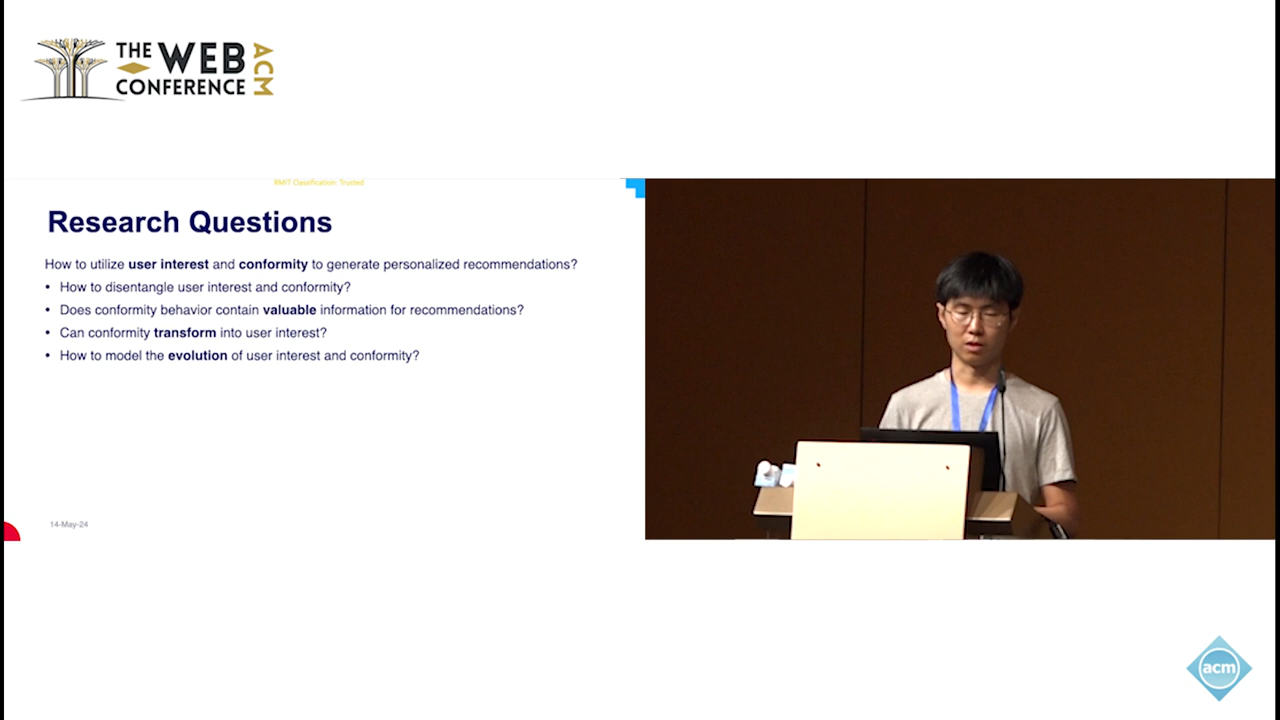 THE WEB
CONFERENCE
ACM
RMIT Classification: Trusted
Research Questions
How to utilize user interest and conformity to generate personalized recommendations?
• How to disentangle user interest and conformity?
• Does conformity behavior contain valuable information for recommendations?
• Can conformity transform into user interest?
• How to model the evolution of user interest and conformity?
14-May-24
acm